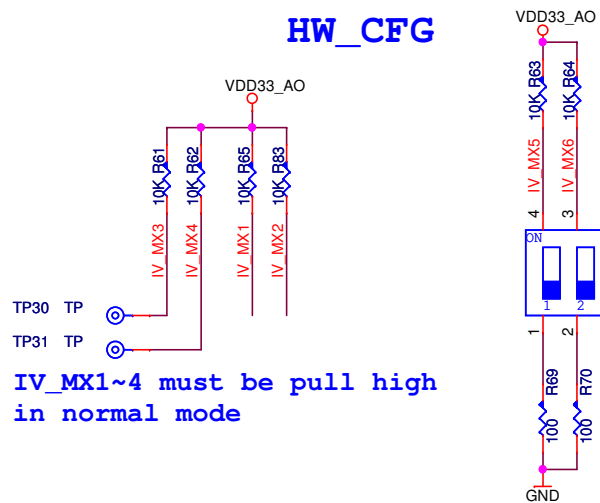 HW_CFG
VDD33_AO
VDD33_AO
10K R61
10K R62
10K R65
10K R83
10K R63
10K R64
IV_MX3
IV_MX4
IV_MX1
IV_MX2
IV_MX5
IV_MX6
4
3
ON
1
2
TP30 TP
TP31 TP
1
2
IV_MX1~4 must be pull high
in normal mode
R69
100
R70
100
GND